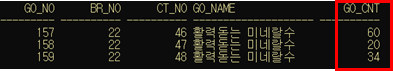 GO_NO BR_NO CT_NO GO_NAME GO_CNT
157 22 46 활력돋는 미네랄수 60
158 22 47 활력돋는 미네랄수 20
159 22 48 활력돋는 미네랄수 34